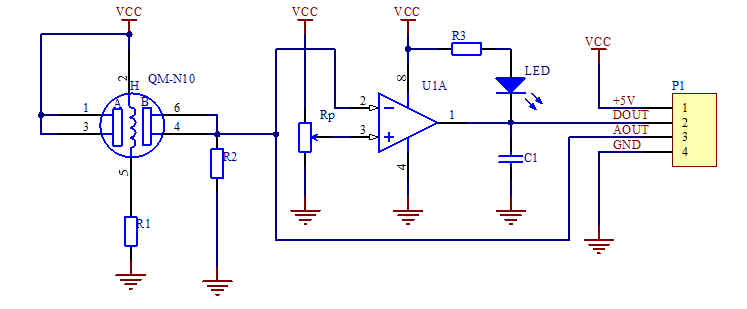 VCC
VCC
VCC
VCC
R3
P1
QM-N10
2
H
8
U1A
LED
A
B
1
6
2
+5V
1
Rp
1
DOUT
2
3
4
3
AOUT
3
GND
4
R2
4
C1
5
R1